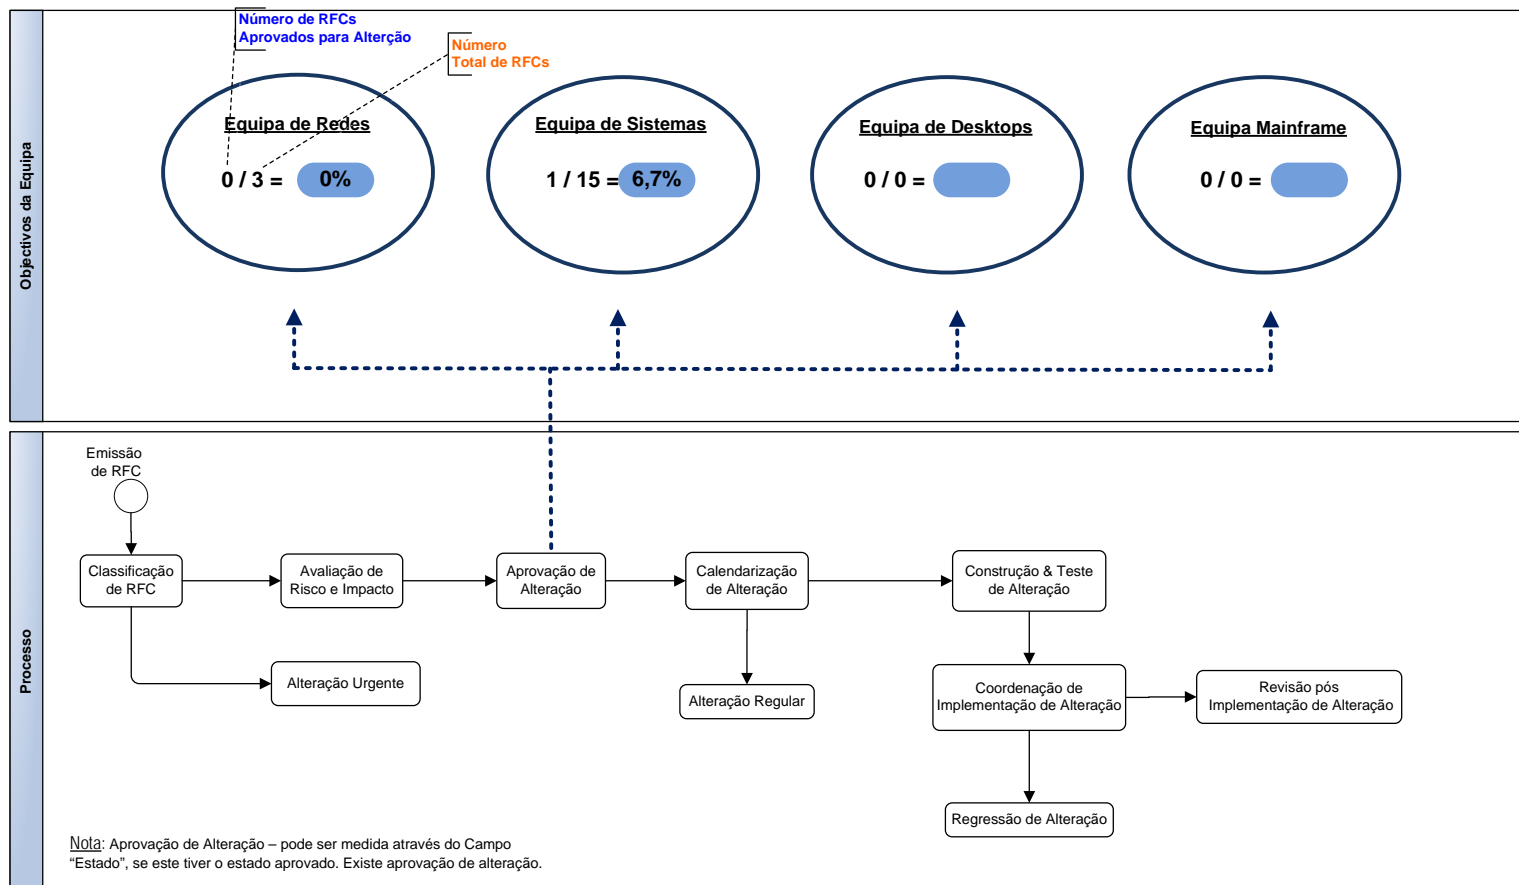 Objectivos da Equipa
Número de RFCs
Aprovados para Alterção
Número
Total de RFCs
Equipa de Redes
0 / 3 = 0%
Equipa de Sistemas
1 / 15 = 6,7%
Equipa de Desktops
0 / 0 =
Equipa Mainframe
0 / 0 =
Processo
Emissão
de RFC
Classificação
de RFC
Avaliação de
Risco e Impacto
Aprovação de
Alteração
Calendarização
de Alteração
Construção & Teste
de Alteração
Alteração Urgente
Alteração Regular
Coordenação de
Implementação de Alteração
Revisão pós
Implementação de Alteração
Regressão de Alteração
Nota: Aprovação de Alteração – pode ser medida através do Campo
“Estado”, se este tiver o estado aprovado. Existe aprovação de alteração.